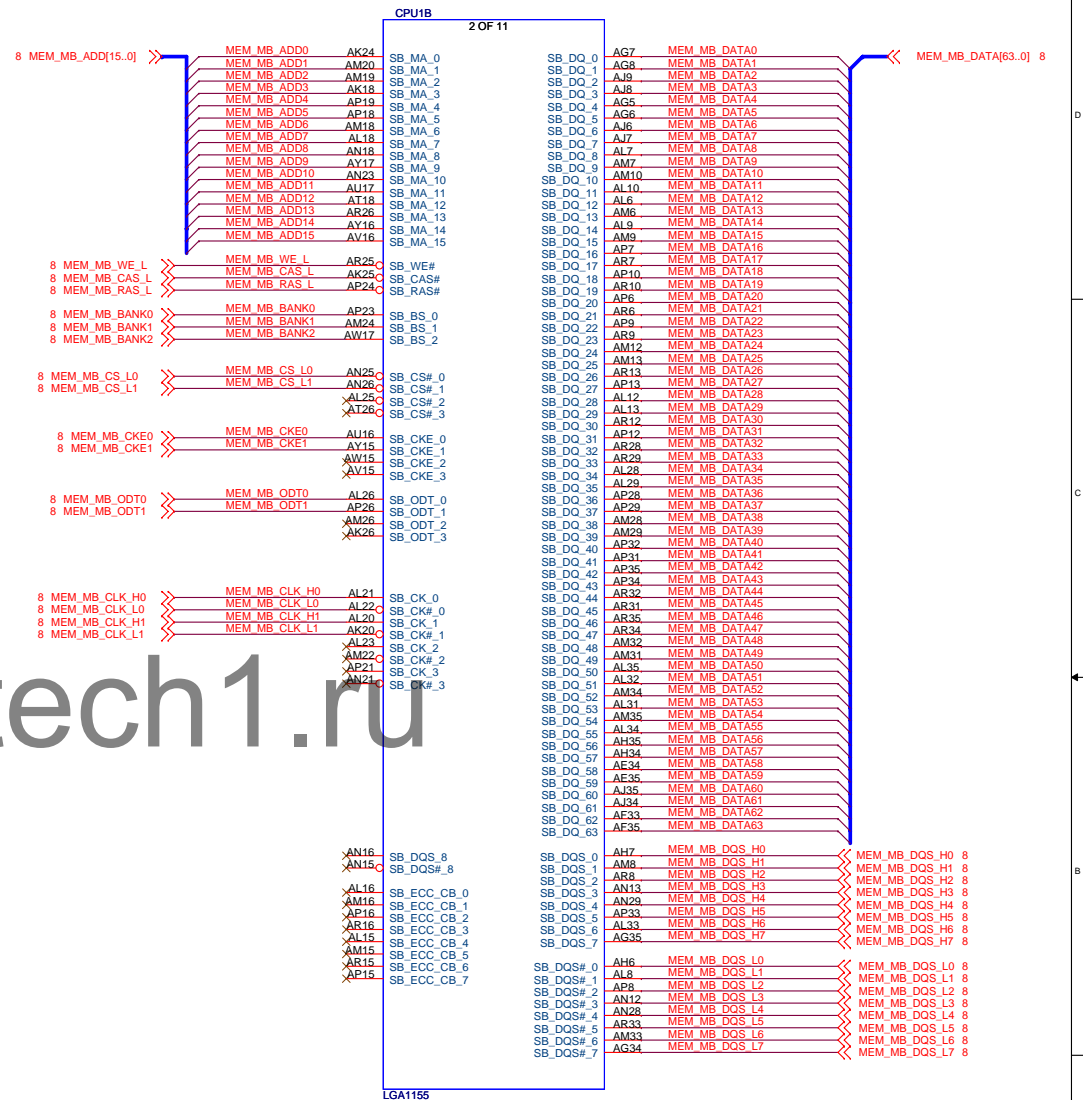 CPU1B
2 OF 11
8 MEM_MB_ADD[15..0]
MEM_MB_ADD0 AK24 SB_MA_0
MEM_MB_ADD1 AM20 SB_MA_1
MEM_MB_ADD2 AM19 SB_MA_2
MEM_MB_ADD3 AK18 SB_MA_3
MEM_MB_ADD4 AP19 SB_MA_4
MEM_MB_ADD5 AP18 SB_MA_5
MEM_MB_ADD6 AM18 SB_MA_6
MEM_MB_ADD7 AL18 SB_MA_7
MEM_MB_ADD8 AN18 SB_MA_8
MEM_MB_ADD9 AY17 SB_MA_9
MEM_MB_ADD10 AN23 SB_MA_10
MEM_MB_ADD11 AU17 SB_MA_11
MEM_MB_ADD12 AT18 SB_MA_12
MEM_MB_ADD13 AR26 SB_MA_13
MEM_MB_ADD14 AY16 SB_MA_14
MEM_MB_ADD15 AV16 SB_MA_15
8 MEM_MB_WE_L MEM_MB_WE_L AR25 SB_WE#
8 MEM_MB_CAS_L MEM_MB_CAS_L AK25 SB_CAS#
8 MEM_MB_RAS_L MEM_MB_RAS_L AP24 SB_RAS#
8 MEM_MB_BANK0 MEM_MB_BANK0 AP23 SB_BS_0
8 MEM_MB_BANK1 MEM_MB_BANK1 AM24 SB_BS_1
8 MEM_MB_BANK2 MEM_MB_BANK2 AW17 SB_BS_2
8 MEM_MB_CS_L0 MEM_MB_CS_L0 AN25 SB_CS#_0
8 MEM_MB_CS_L1 MEM_MB_CS_L1 AN26 SB_CS#_1
AL25 SB_CS#_2
AT26 SB_CS#_3
8 MEM_MB_CKE0 MEM_MB_CKE0 AU16 SB_CKE_0
8 MEM_MB_CKE1 MEM_MB_CKE1 AY15 SB_CKE_1
AW15 SB_CKE_2
AV15 SB_CKE_3
8 MEM_MB_ODT0 MEM_MB_ODT0 AL26 SB_ODT_0
8 MEM_MB_ODT1 MEM_MB_ODT1 AP26 SB_ODT_1
AM26 SB_ODT_2
AK26 SB_ODT_3
8 MEM_MB_CLK_H0 MEM_MB_CLK_H0 AL21 SB_CK_0
8 MEM_MB_CLK_L0 MEM_MB_CLK_L0 AL22 SB_CK#_0
8 MEM_MB_CLK_H1 MEM_MB_CLK_H1 AL20 SB_CK_1
8 MEM_MB_CLK_L1 MEM_MB_CLK_L1 AK20 SB_CK#_1
AL23 SB_CK_2
AM22 SB_CK#_2
AP21 SB_CK_3
AN21 SB_CK#_3
tech1.ru
AN16 SB_DQS_8
AN15 SB_DQS#_8
AL16 SB_ECC_CB_0
AM16 SB_ECC_CB_1
AP16 SB_ECC_CB_2
AR16 SB_ECC_CB_3
AL15 SB_ECC_CB_4
AM15 SB_ECC_CB_5
AR15 SB_ECC_CB_6
AP15 SB_ECC_CB_7
MEM_MB_DATA[63..0] 8
SB_DQ_0 AG7 MEM_MB_DATA0
SB_DQ_1 AG8 MEM_MB_DATA1
SB_DQ_2 AJ9 MEM_MB_DATA2
SB_DQ_3 AJ8 MEM_MB_DATA3
SB_DQ_4 AG5 MEM_MB_DATA4
SB_DQ_5 AG6 MEM_MB_DATA5
SB_DQ_6 AJ6 MEM_MB_DATA6
SB_DQ_7 AJ7 MEM_MB_DATA7
SB_DQ_8 AL7 MEM_MB_DATA8
SB_DQ_9 AM7 MEM_MB_DATA9
SB_DQ_10 AM10 MEM_MB_DATA10
SB_DQ_11 AL10 MEM_MB_DATA11
SB_DQ_12 AL6 MEM_MB_DATA12
SB_DQ_13 AM6 MEM_MB_DATA13
SB_DQ_14 AL9 MEM_MB_DATA14
SB_DQ_15 AM9 MEM_MB_DATA15
SB_DQ_16 AP7 MEM_MB_DATA16
SB_DQ_17 AR7 MEM_MB_DATA17
SB_DQ_18 AP10 MEM_MB_DATA18
SB_DQ_19 AR10 MEM_MB_DATA19
SB_DQ_20 AP6 MEM_MB_DATA20
SB_DQ_21 AR6 MEM_MB_DATA21
SB_DQ_22 AP9 MEM_MB_DATA22
SB_DQ_23 AR9 MEM_MB_DATA23
SB_DQ_24 AM12 MEM_MB_DATA24
SB_DQ_25 AM13 MEM_MB_DATA25
SB_DQ_26 AR13 MEM_MB_DATA26
SB_DQ_27 AP13 MEM_MB_DATA27
SB_DQ_28 AL12 MEM_MB_DATA28
SB_DQ_29 AL13 MEM_MB_DATA29
SB_DQ_30 AR12 MEM_MB_DATA30
SB_DQ_31 AP12 MEM_MB_DATA31
SB_DQ_32 AR28 MEM_MB_DATA32
SB_DQ_33 AR29 MEM_MB_DATA33
SB_DQ_34 AL28 MEM_MB_DATA34
SB_DQ_35 AL29 MEM_MB_DATA35
SB_DQ_36 AP28 MEM_MB_DATA36
SB_DQ_37 AP29 MEM_MB_DATA37
SB_DQ_38 AM28 MEM_MB_DATA38
SB_DQ_39 AM29 MEM_MB_DATA39
SB_DQ_40 AP32 MEM_MB_DATA40
SB_DQ_41 AP31 MEM_MB_DATA41
SB_DQ_42 AP35 MEM_MB_DATA42
SB_DQ_43 AP34 MEM_MB_DATA43
SB_DQ_44 AR32 MEM_MB_DATA44
SB_DQ_45 AR31 MEM_MB_DATA45
SB_DQ_46 AR35 MEM_MB_DATA46
SB_DQ_47 AR34 MEM_MB_DATA47
SB_DQ_48 AM32 MEM_MB_DATA48
SB_DQ_49 AM31 MEM_MB_DATA49
SB_DQ_50 AL35 MEM_MB_DATA50
SB_DQ_51 AL32 MEM_MB_DATA51
SB_DQ_52 AM34 MEM_MB_DATA52
SB_DQ_53 AL31 MEM_MB_DATA53
SB_DQ_54 AM35 MEM_MB_DATA54
SB_DQ_55 AL34 MEM_MB_DATA55
SB_DQ_56 AH35 MEM_MB_DATA56
SB_DQ_57 AH34 MEM_MB_DATA57
SB_DQ_58 AE34 MEM_MB_DATA58
SB_DQ_59 AE35 MEM_MB_DATA59
SB_DQ_60 AJ35 MEM_MB_DATA60
SB_DQ_61 AJ34 MEM_MB_DATA61
SB_DQ_62 AF33 MEM_MB_DATA62
SB_DQ_63 AF35 MEM_MB_DATA63
SB_DQS_0 AH7 MEM_MB_DQS_H0 MEM_MB_DQS_H0 8
SB_DQS_1 AM8 MEM_MB_DQS_H1 MEM_MB_DQS_H1 8
SB_DQS_2 AR8 MEM_MB_DQS_H2 MEM_MB_DQS_H2 8
SB_DQS_3 AN13 MEM_MB_DQS_H3 MEM_MB_DQS_H3 8
SB_DQS_4 AN29 MEM_MB_DQS_H4 MEM_MB_DQS_H4 8
SB_DQS_5 AP33 MEM_MB_DQS_H5 MEM_MB_DQS_H5 8
SB_DQS_6 AL33 MEM_MB_DQS_H6 MEM_MB_DQS_H6 8
SB_DQS_7 AG35 MEM_MB_DQS_H7 MEM_MB_DQS_H7 8
SB_DQS#_0 AH6 MEM_MB_DQS_L0 MEM_MB_DQS_L0 8
SB_DQS#_1 AL8 MEM_MB_DQS_L1 MEM_MB_DQS_L1 8
SB_DQS#_2 AP8 MEM_MB_DQS_L2 MEM_MB_DQS_L2 8
SB_DQS#_3 AN12 MEM_MB_DQS_L3 MEM_MB_DQS_L3 8
SB_DQS#_4 AN28 MEM_MB_DQS_L4 MEM_MB_DQS_L4 8
SB_DQS#_5 AR33 MEM_MB_DQS_L5 MEM_MB_DQS_L5 8
SB_DQS#_6 AM33 MEM_MB_DQS_L6 MEM_MB_DQS_L6 8
SB_DQS#_7 AG34 MEM_MB_DQS_L7 MEM_MB_DQS_L7 8
LGA1155
D
C
B